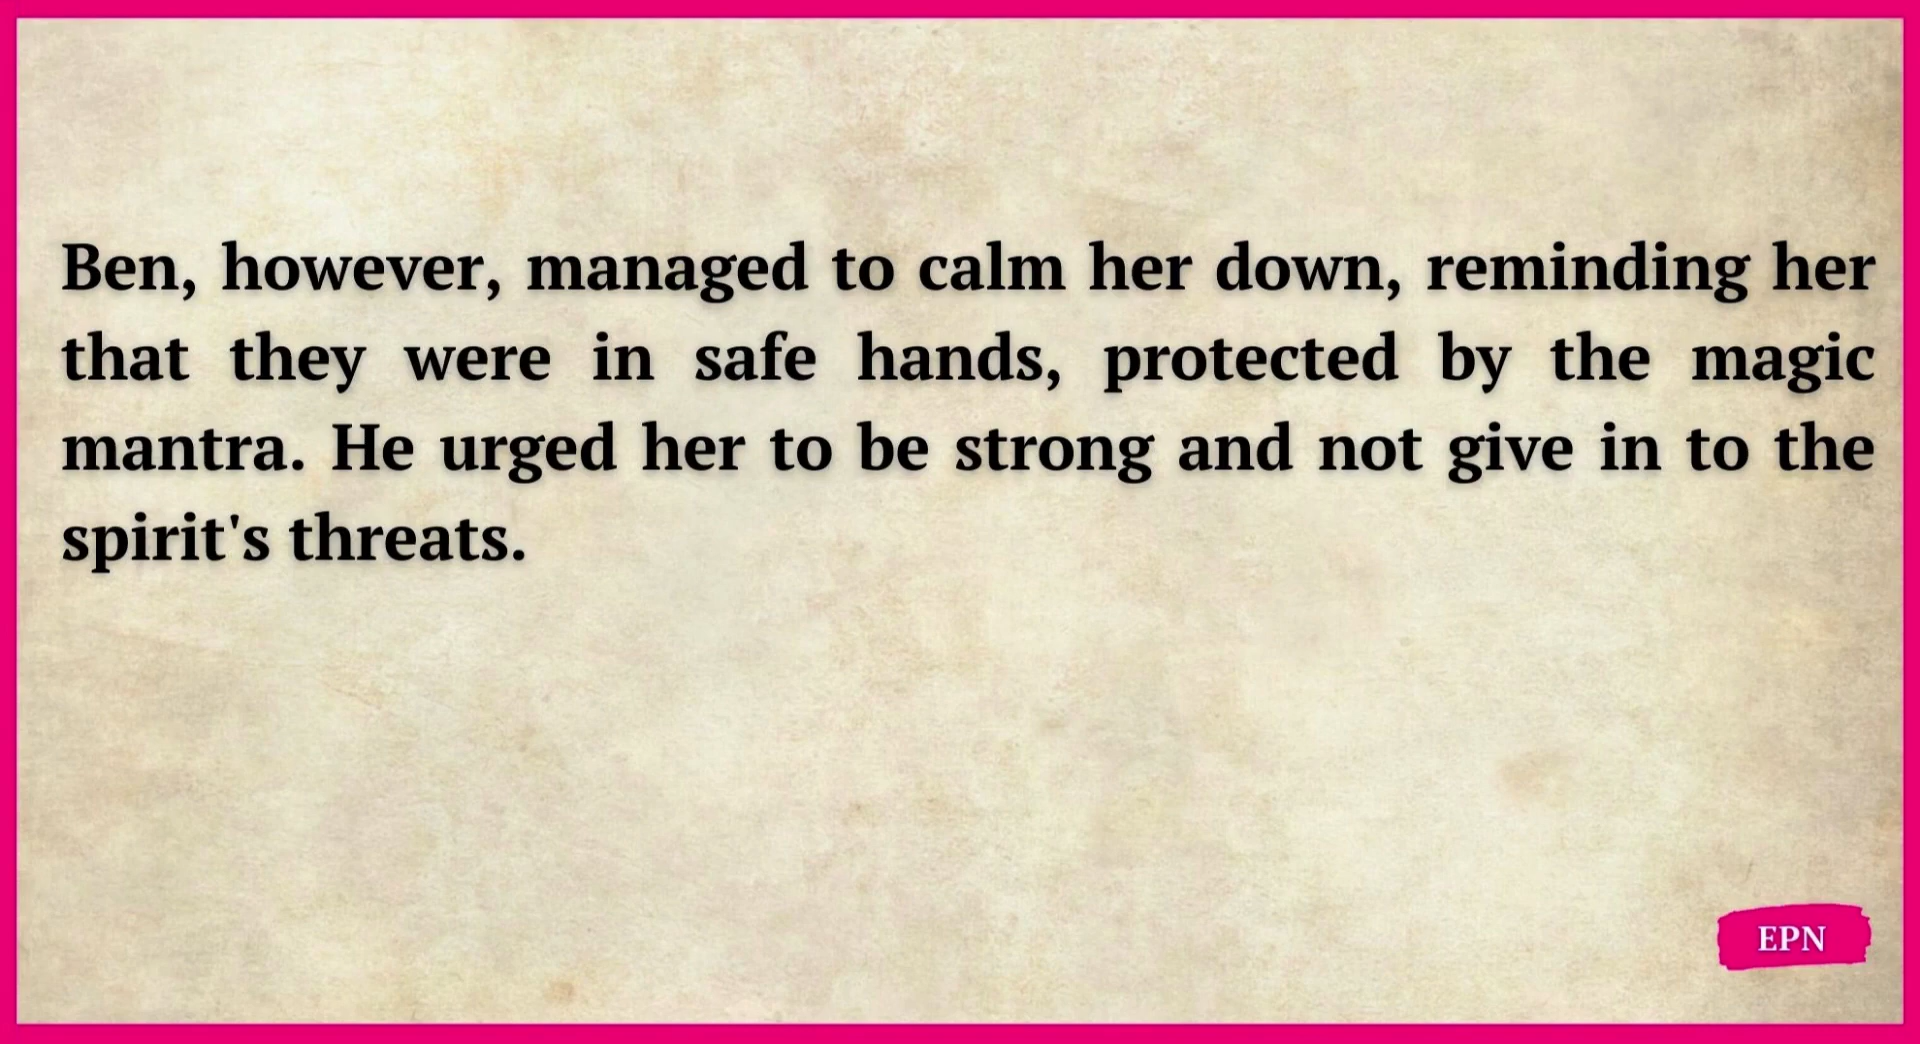 Ben, however, managed to calm her down, reminding her
that they were in safe hands, protected by the magic
mantra. He urged her to be strong and not give in to the
spirit's threats.
EPN